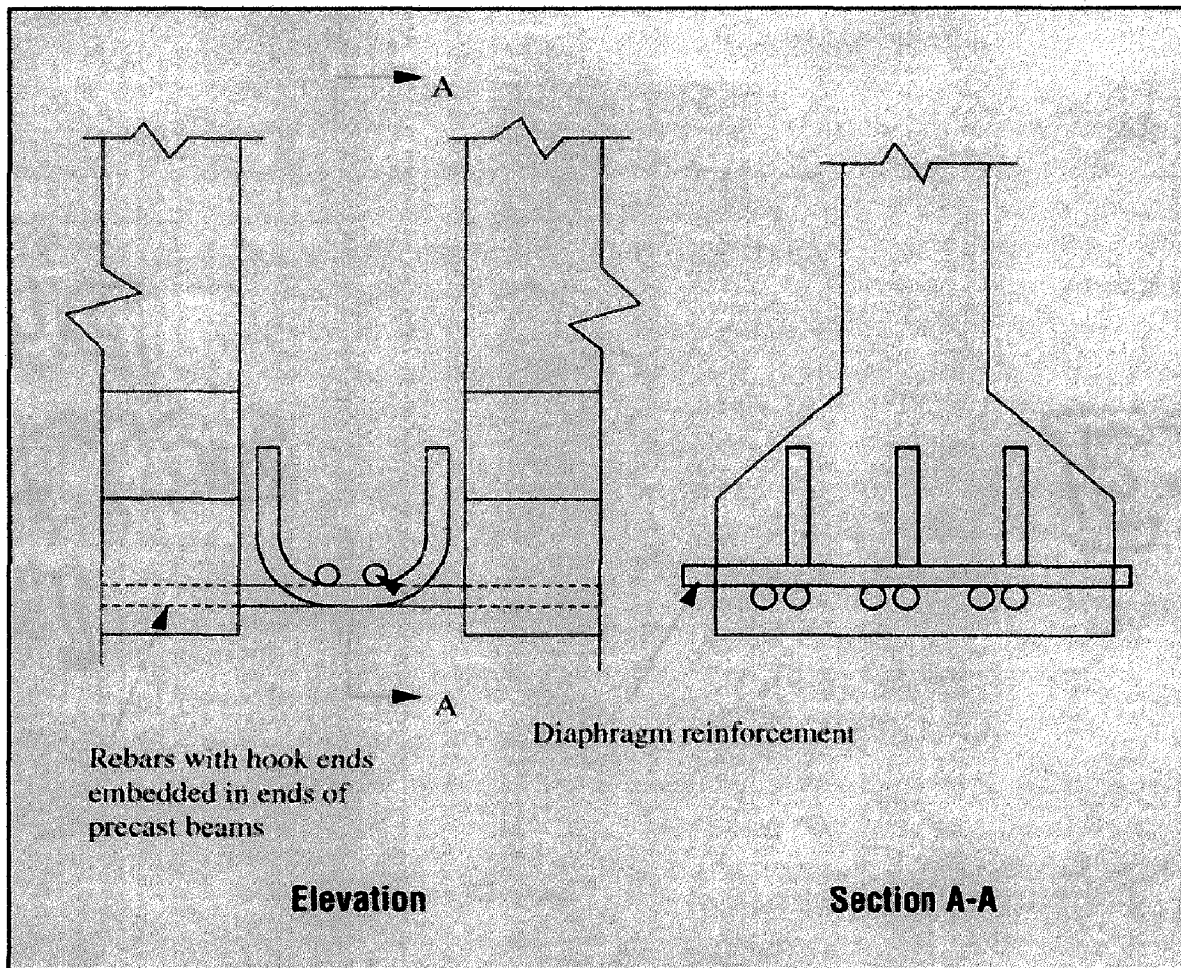 A
A
Rebars with hook ends
embedded in ends of
precast beams
Diaphragm reinforcement
Elevation
Section A-A